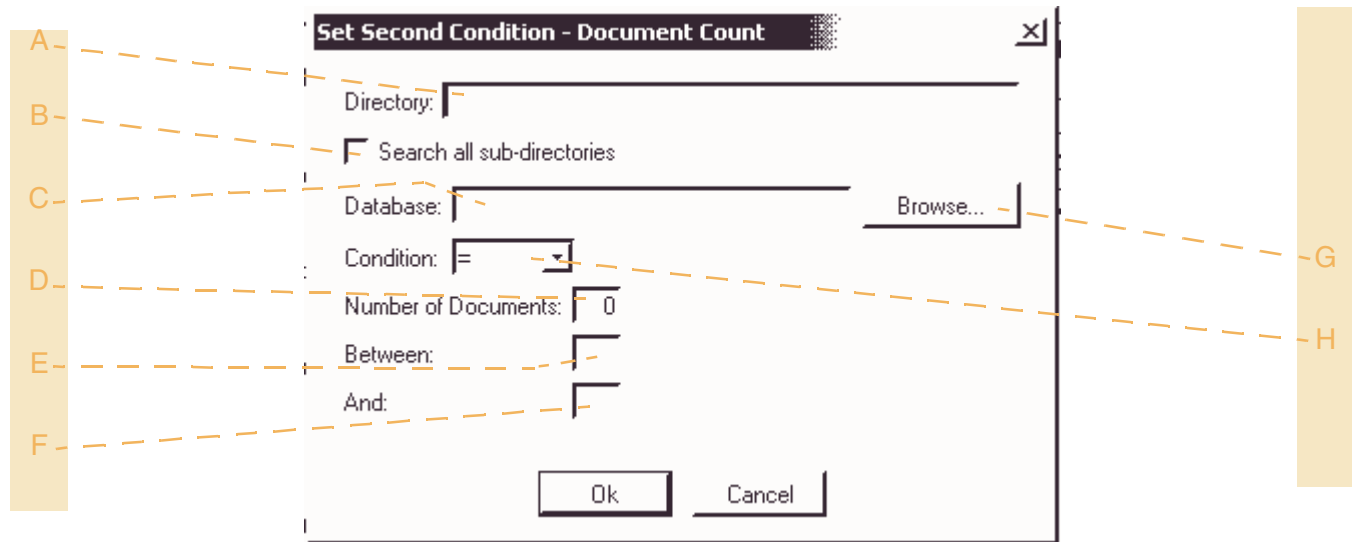 Set Second Condition - Document Count
A
Directory:
B
Search all sub-directories
C
Database:
Browse...
G
Condition: =
D
Number of Documents: 0
H
E
Between:
And:
F
Ok Cancel